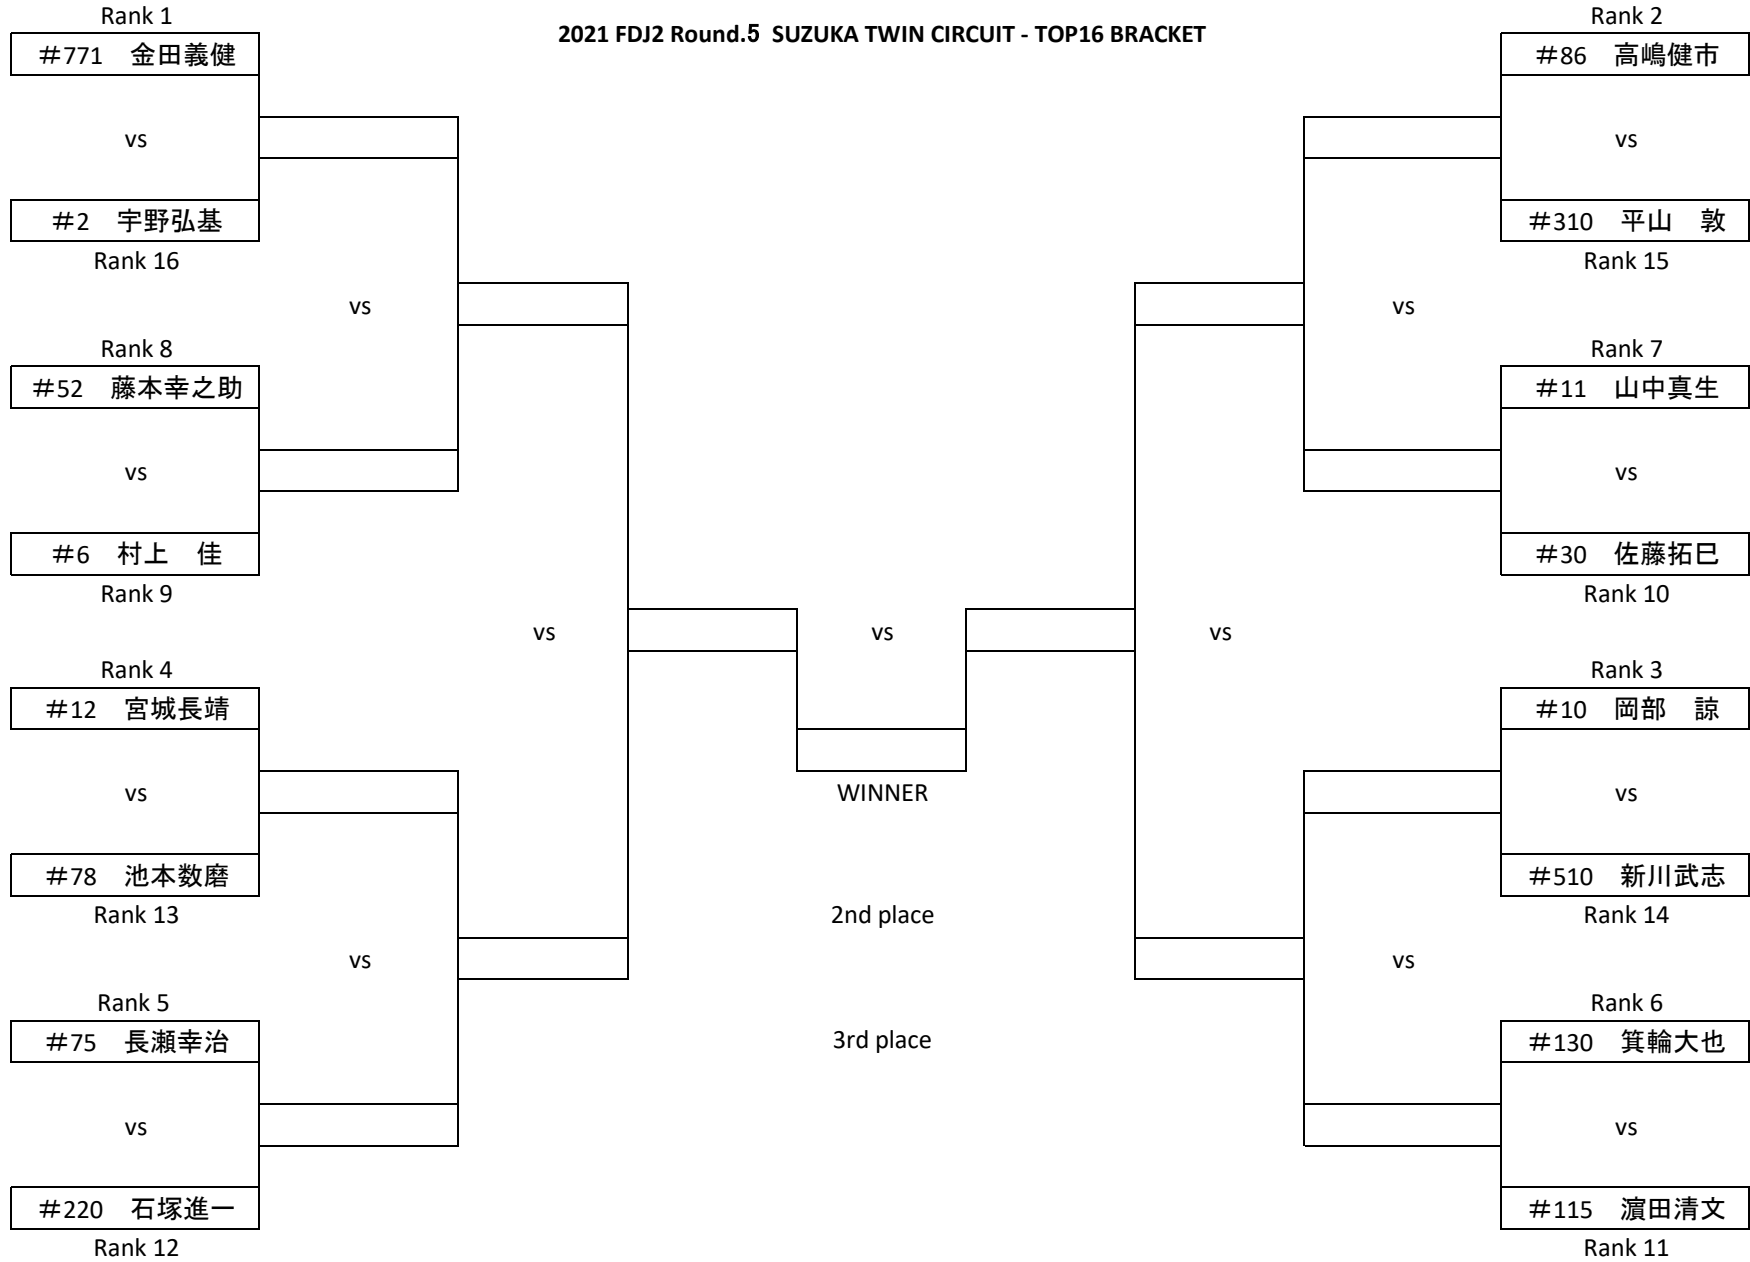 2021 FDJ2 Round.5 SUZUKA TWIN CIRCUIT - TOP16 BRACKET
Rank 1
#771 金田義健
vs
#2 宇野弘基
Rank 16
vs
Rank 8
#52 藤本幸之助
vs
#6 村上 佳
Rank 9
vs
Rank 4
#12 宮城長靖
vs
#78 池本数磨
Rank 13
vs
Rank 5
#75 長瀬幸治
vs
#220 石塚進一
Rank 12
vs
WINNER
2nd place
3rd place
Rank 2
#86 高嶋健市
vs
#310 平山 敦
Rank 15
vs
Rank 7
#11 山中真生
vs
#30 佐藤拓巳
Rank 10
vs
Rank 3
#10 岡部 諒
vs
#510 新川武志
Rank 14
vs
Rank 6
#130 箕輪大也
vs
#115 濵田清文
Rank 11